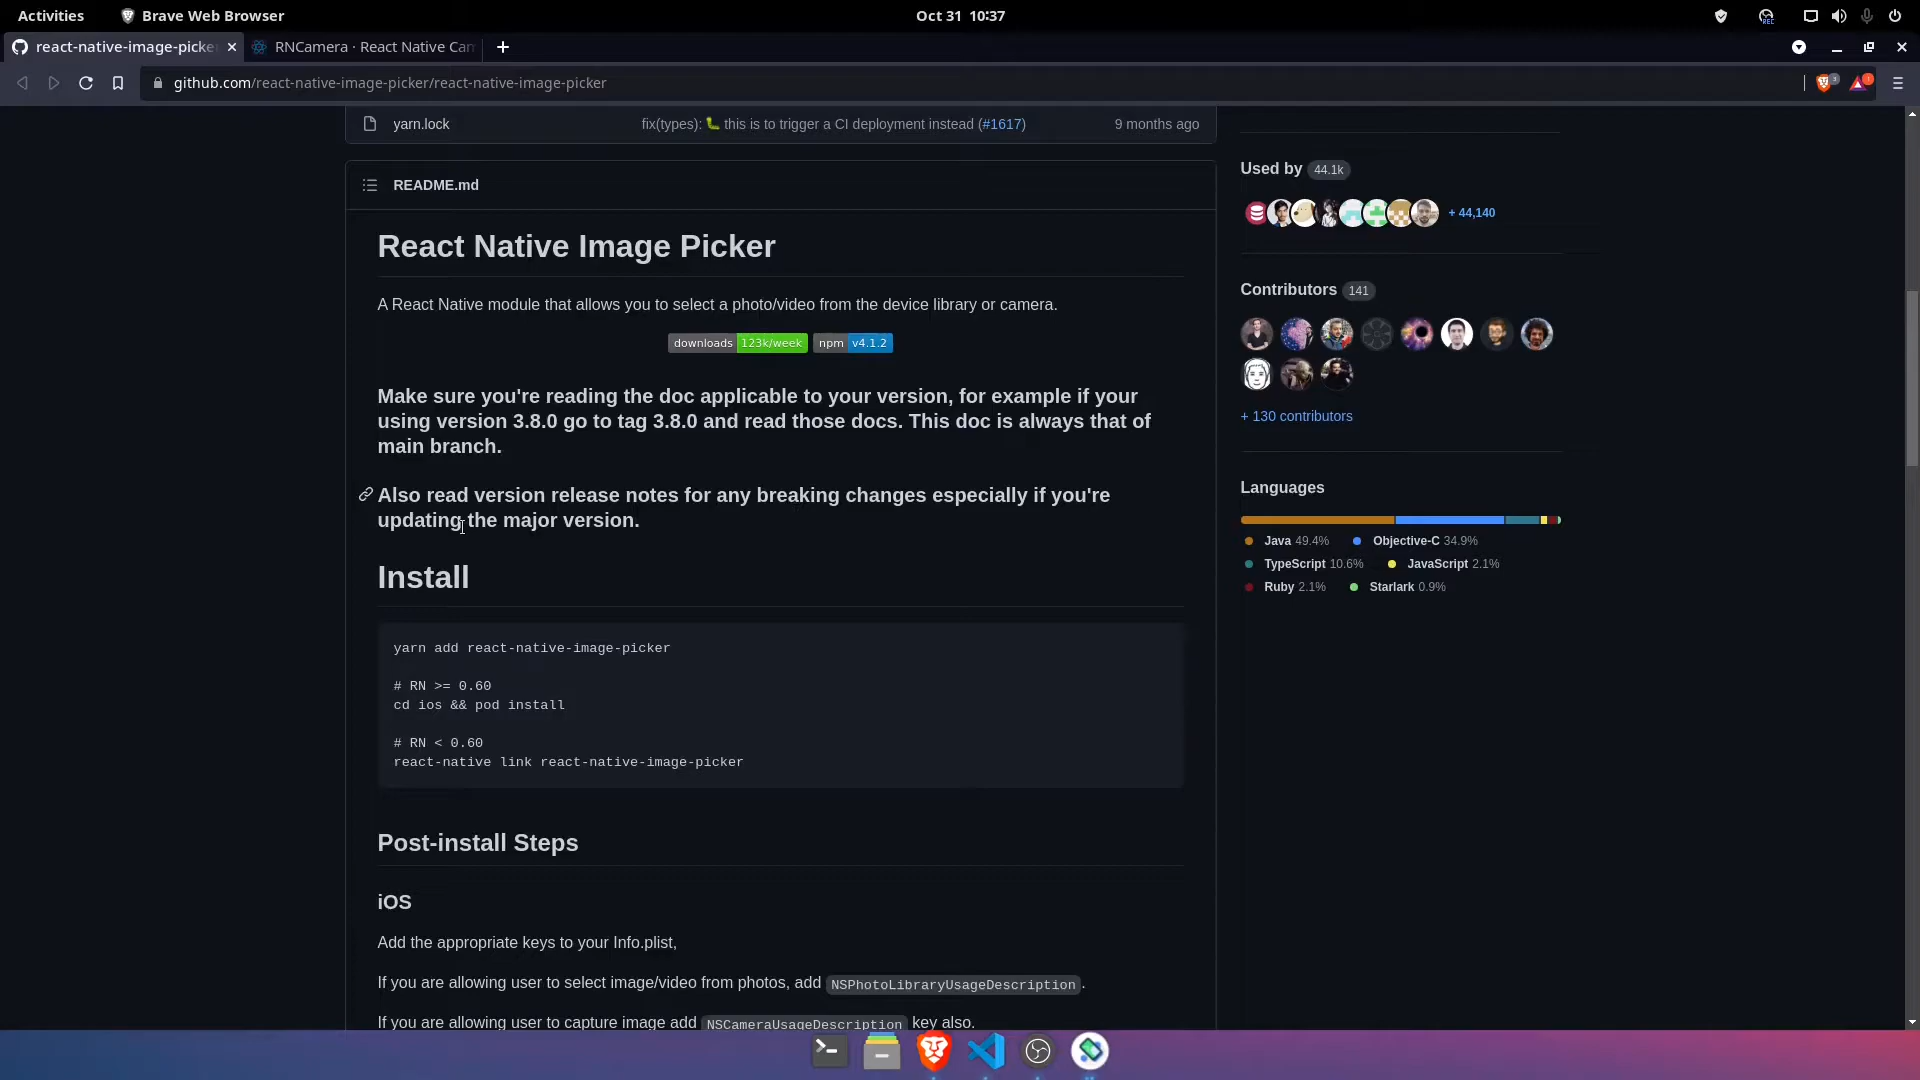 Activities
Brave Web Browser
Oct 31 10:37
react-native-image-picke
RNCamera · React Native Can
github.com/react-native-image-picker/react-native-image-picker
yarn.lock
fix(types): 🐛 this is to trigger a CI deployment instead (#1617)
9 months ago
README.md
React Native Image Picker
A React Native module that allows you to select a photo/video from the device library or camera.
downloads 123k/week npm v4.1.2
Make sure you're reading the doc applicable to your version, for example if your
using version 3.8.0 go to tag 3.8.0 and read those docs. This doc is always that of
main branch.
Also read version release notes for any breaking changes especially if you're
updating the major version.
Install
yarn add react-native-image-picker
# RN >= 0.60
cd ios && pod install
# RN < 0.60
react-native link react-native-image-picker
Post-install Steps
iOS
Add the appropriate keys to your Info.plist,
If you are allowing user to select image/video from photos, add NSPhotoLibraryUsageDescription.
If you are allowing user to capture image add NSCameraUsageDescription key also.
Used by 44.1k
+ 44,140
Contributors 141
+ 130 contributors
Languages
Java 49.4% Objective-C 34.9%
TypeScript 10.6% JavaScript 2.1%
Ruby 2.1% Starlark 0.9%